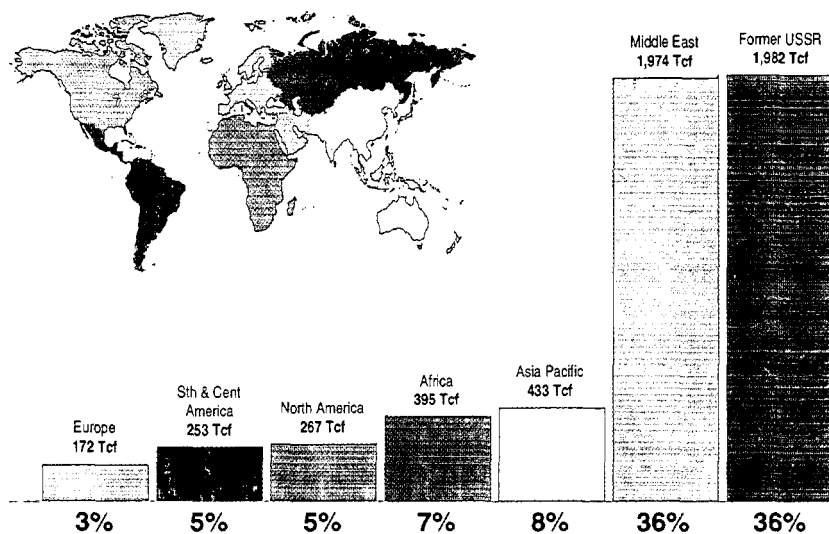 Middle East
1,974 Tcf
Former USSR
1,982 Tcf
Europe
172 Tcf
Sth & Cent
America
253 Tcf
North America
267 Tcf
Africa
395 Tcf
Asia Pacific
433 Tcf
3%
5%
5%
7%
8%
36%
36%